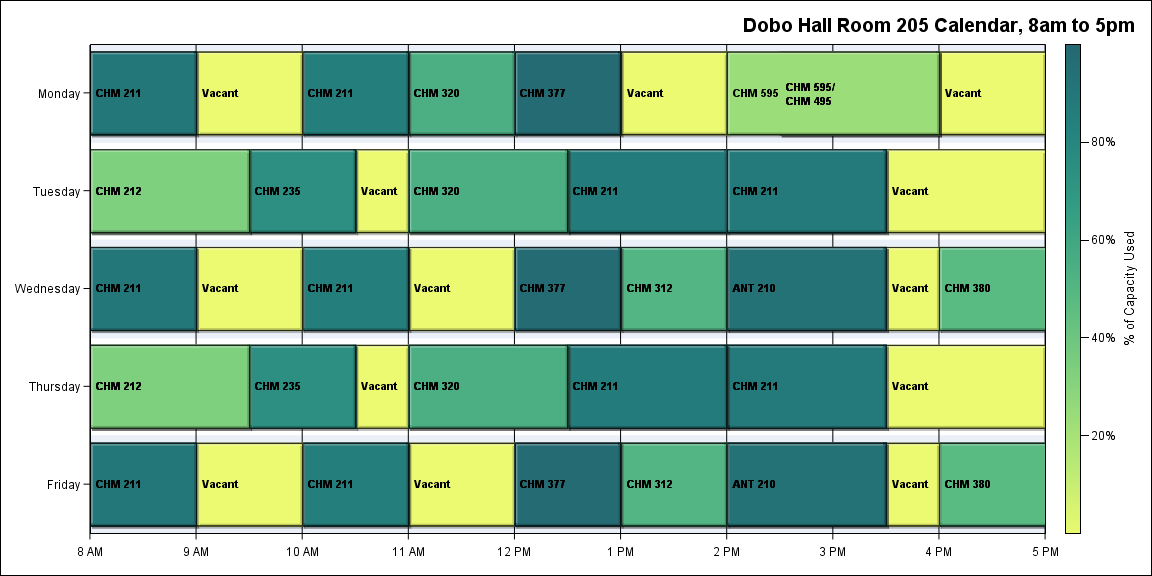 Dobo Hall Room 205 Calendar, 8am to 5pm
Monday
CHM 211
Vacant
CHM 211
CHM 320
CHM 377
Vacant
CHM 595
CHM 595/
CHM 495
Vacant
Tuesday
CHM 212
CHM 235
Vacant
CHM 320
CHM 211
CHM 211
Vacant
Wednesday
CHM 211
Vacant
CHM 211
Vacant
CHM 377
CHM 312
ANT 210
Vacant
CHM 380
Thursday
CHM 212
CHM 235
Vacant
CHM 320
CHM 211
CHM 211
Vacant
Friday
CHM 211
Vacant
CHM 211
Vacant
CHM 377
CHM 312
ANT 210
Vacant
CHM 380
8 AM
9 AM
10 AM
11 AM
12 PM
1 PM
2 PM
3 PM
4 PM
5 PM
80%
60%
40%
20%
% of Capacity Used